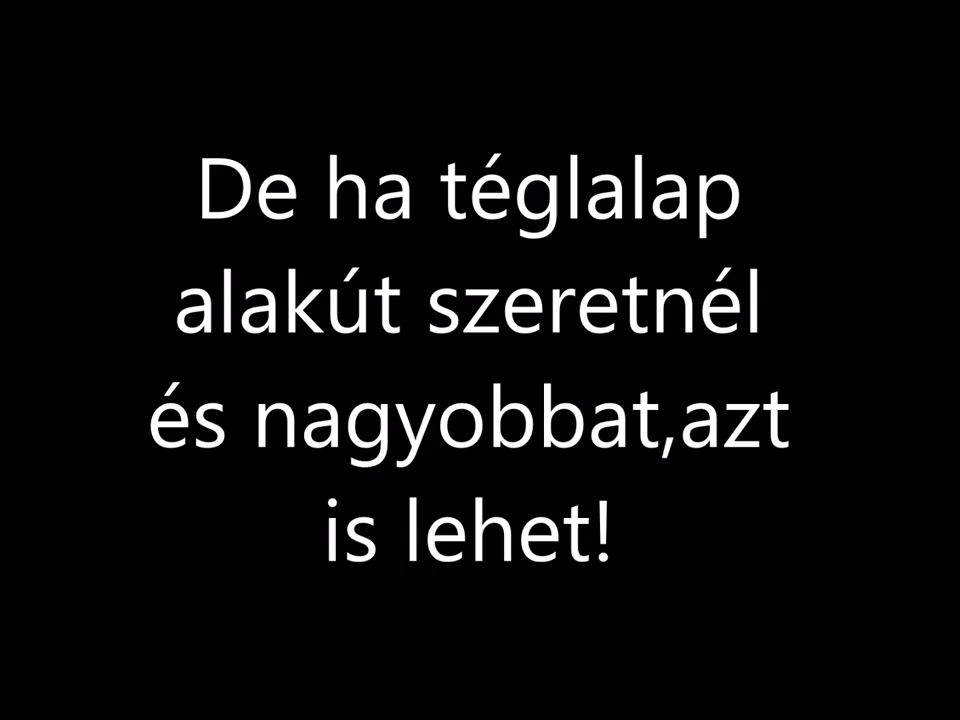 De ha téglalap
alakút szeretnél
és nagyobbat,azt
is lehet!